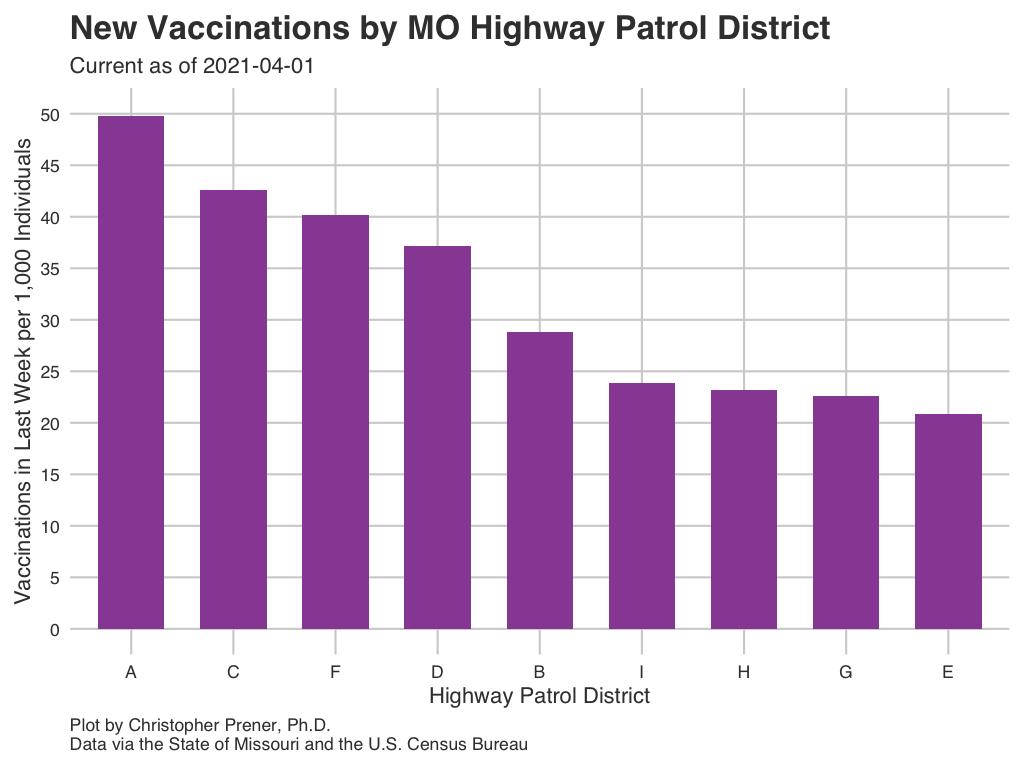 New Vaccinations by MO Highway Patrol District
Current as of 2021-04-01
Vaccinations in Last Week per 1,000 Individuals
50
45
40
35
30
25
20
15
10
5
0
A C F D B I H G E
Highway Patrol District
Plot by Christopher Prener, Ph.D.
Data via the State of Missouri and the U.S. Census Bureau